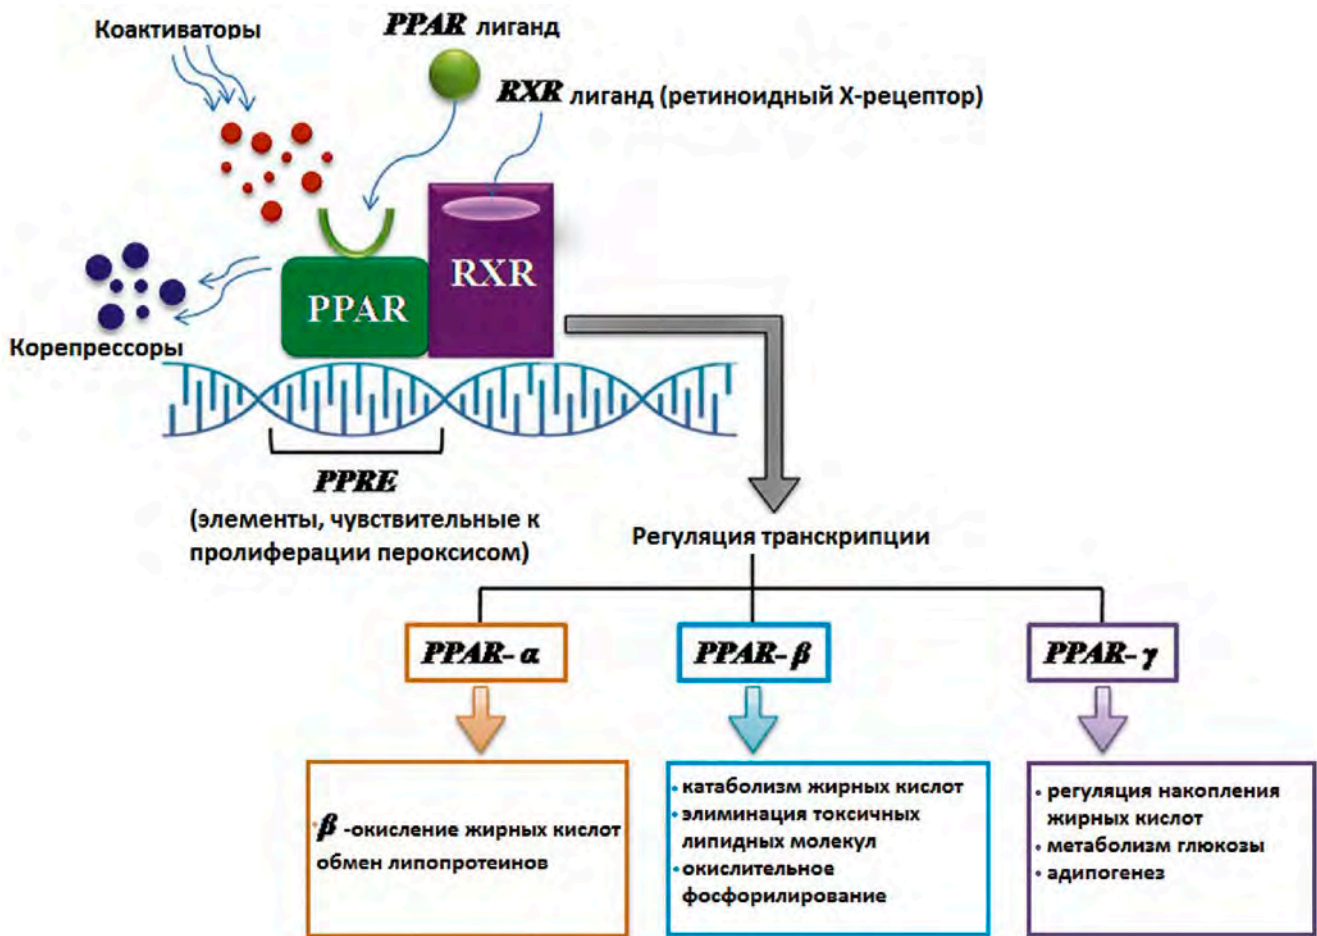 Коактиваторы
PPAR лиганд
RXR лиганд (ретиноидный X-рецептор)
RXR
PPAR
Корепрессоры
PPRE
(элементы, чувствительные к
пролиферации пероксисом)
Регуляция транскрипции
PPAR- α
PPAR- β
PPAR- γ
β -окисление жирных кислот
обмен липопротеинов
• катаболизм жирных кислот
• элиминация токсичных
липидных молекул
• окислительное
фосфорилирование
• регуляция накопления
жирных кислот
• метаболизм глюкозы
• адипогенез